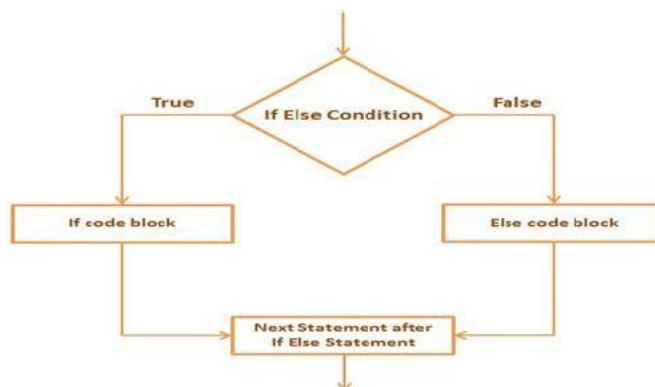 True
False
If Else Condition
If code block
Else code block
Next Statement after
If Else Statement